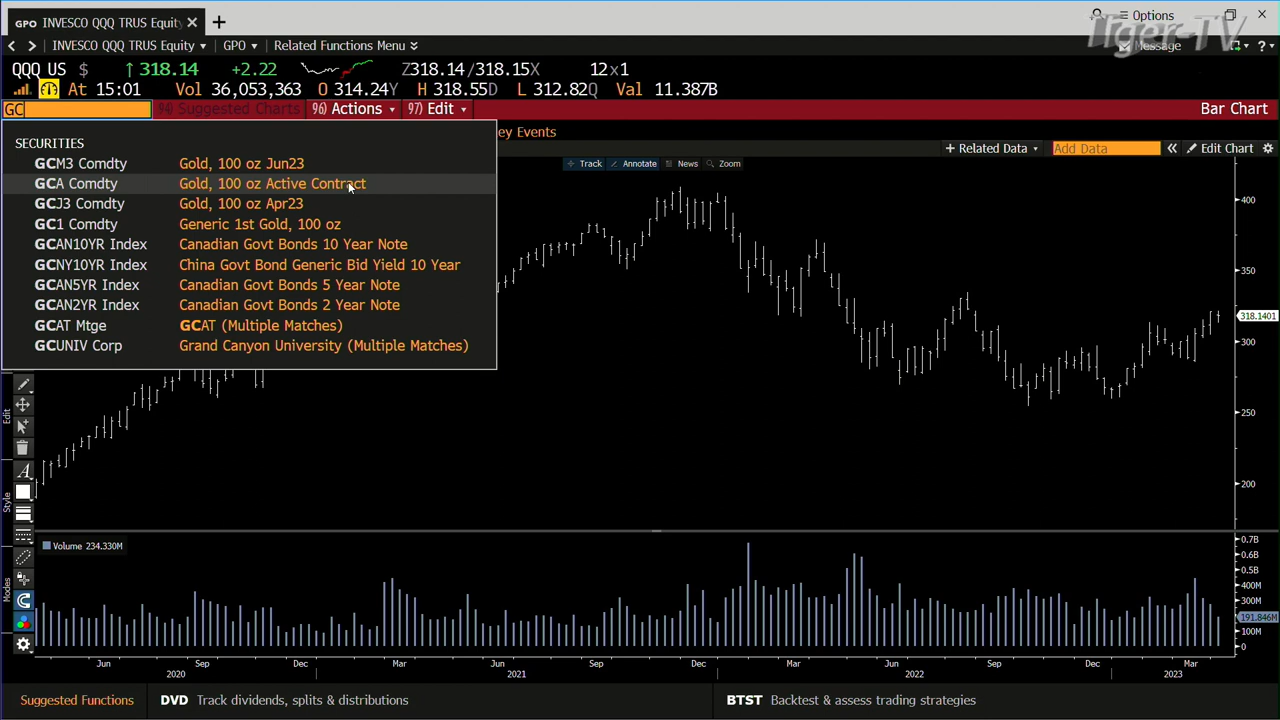 GPO INVESCO QQQ TRUS Equity
Options
Tiger-TV
INVESCO QQQ TRUS Equity GPO Related Functions Menu
Message
QQQ US $ ↑ 318.14 +2.22 Z318.14/318.15X 12x1
At 15:01 Vol 36,053,363 O 314.24Y H 318.55D L 312.82Q Val 11.387B
GC 94) Suggested Charts 96) Actions 97) Edit Bar Chart
ey Events
+ Related Data Add Data « Edit Chart
Track Annotate News Zoom
SECURITIES
GCM3 Comdty Gold, 100 oz Jun23
GCA Comdty Gold, 100 oz Active Contract
GCJ3 Comdty Gold, 100 oz Apr23
GC1 Comdty Generic 1st Gold, 100 oz
GCAN10YR Index Canadian Govt Bonds 10 Year Note
GCNY10YR Index China Govt Bond Generic Bid Yield 10 Year
GCAN5YR Index Canadian Govt Bonds 5 Year Note
GCAN2YR Index Canadian Govt Bonds 2 Year Note
GCAT Mtge GCAT (Multiple Matches)
GCUNIV Corp Grand Canyon University (Multiple Matches)
400
350
318.1401
300
250
200
Edit
Style
Modes
Volume 234.330M
0.7B
0.6B
0.5B
400M
300M
191.846M
100M
0
Jun Sep Dec Mar Jun Sep Dec Mar Jun Sep Dec Mar
2020 2021 2022 2023
Suggested Functions DVD Track dividends, splits & distributions BTST Backtest & assess trading strategies